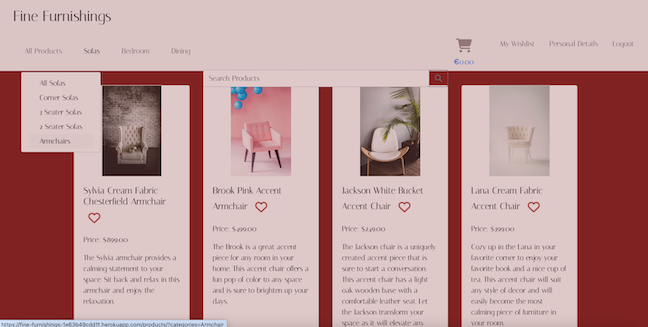 Fine Furnishings
All Products Sofas Bedroom Dining
€0.00
My Wishlist Personal Details Logout
Search Products
All Sofas
Corner Sofas
3 Seater Sofas
2 Seater Sofas
Armchairs
Sylvia Cream Fabric
Chesterfield Armchair
Price: $899.00
The Sylvia armchair provides a
calming statement to your
space. Sit back and relax in this
armchair and enjoy the
relaxation.
Brook Pink Accent
Armchair
Price: $299.00
The Brook is a great accent
piece for any room in your
home. This accent chair offers a
fun pop of color to any space
and is sure to brighten up your
days.
Jackson White Bucket
Accent Chair
Price: $249.00
The Jackson chair is a uniquely
created accent piece that is
sure to start a conversation.
This accent chair has a light
oak wooden base with a
comfortable leather seat. Let
the Jackson transform your
space as it will elevate any
Lana Cream Fabric
Accent Chair
Price: $399.00
Cozy up in the Lana in your
favorite corner to enjoy your
favorite book and a nice cup of
tea. This accent chair will suit
any style of decor and will
easily become the most
calming piece of furniture in
your room.
https://fine-furnishings-1e63b49cdd1f.herokuapp.com/products/?categories=Armchair